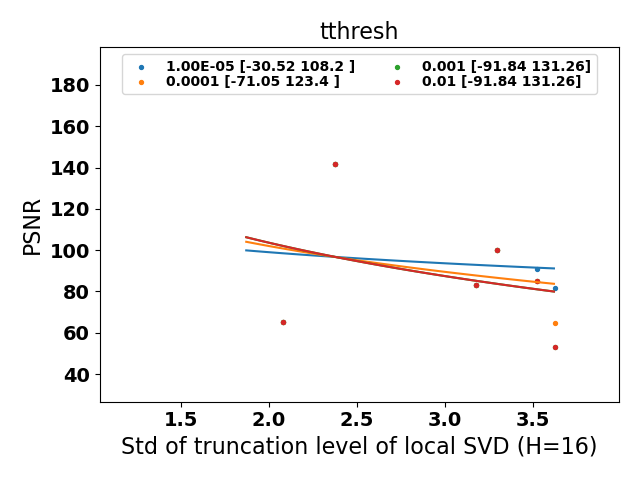 tthresh
1.00E-05 [-30.52 108.2 ] 0.001 [-91.84 131.26]
0.0001 [-71.05 123.4 ] 0.01 [-91.84 131.26]
180
160
140
120
100
80
60
40
PSNR
1.5 2.0 2.5 3.0 3.5
Std of truncation level of local SVD (H=16)